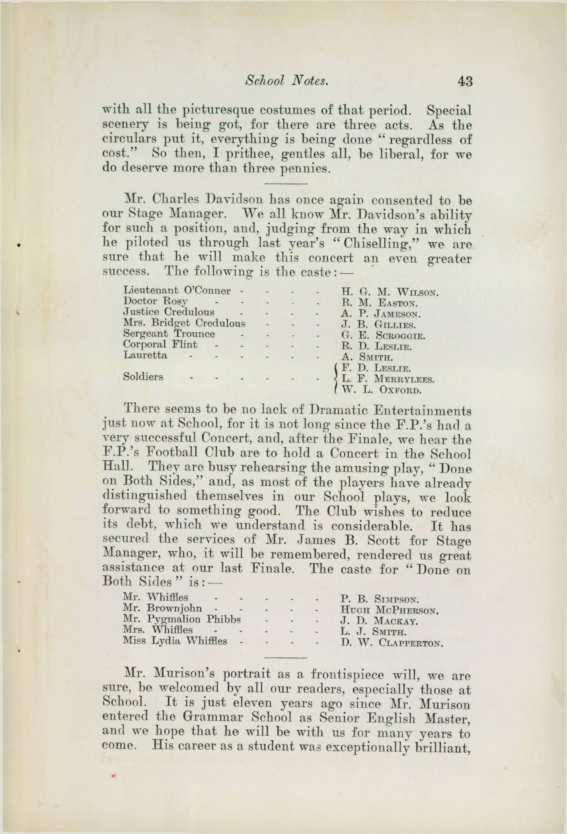 School Notes. 43
with all the picturesque costumes of that period. Special
scenery is being got, for there are three acts. As the
circulars put it, everything is being done “ regardless of
cost.” So then, I prithee, gentles all, be liberal, for we
do deserve more than three pennies.
Mr. Charles Davidson has once again consented to be
our Stage Manager. We all know Mr. Davidson's ability
for such a position, and, judging from the way in which
he piloted us through last year's “ Chiselling,” we are
sure that he will make this concert an even greater
success. The following is the caste :—
Lieutenant O'Conner - - - - H. G. M. Wilson.
Doctor Rosy - - - - - R. M. Easton.
Justice Credulous - - - - A. P. Jameson.
Mrs. Bridget Credulous - - - J. B. Gillies.
Sergeant Trounce - - - - G. E. Scroggie.
Corporal Flint - - - - - R. D. Leslie.
Lauretta - - - - - - A. Smith.
Soldiers - - - - - - { F. D. Leslie.
L. F. Merrylees.
W. L. Oxford.
There seems to be no lack of Dramatic Entertainments
just now at School, for it is not long since the F.P.'s had a
very successful Concert, and, after the Finale, we hear the
F.P.'s Football Club are to hold a Concert in the School
Hall. They are busy rehearsing the amusing play, “ Done
on Both Sides,” and, as most of the players have already
distinguished themselves in our School plays, we look
forward to something good. The Club wishes to reduce
its debt, which we understand is considerable. It has
secured the services of Mr. James B. Scott for Stage
Manager, who, it will be remembered, rendered us great
assistance at our last Finale. The caste for “ Done on
Both Sides ” is :—
Mr. Whiffles - - - - - P. B. Simpson.
Mr. Brownjohn - - - - - Hugh McPherson.
Mr. Pygmalion Phibbs - - - J. D. Mackay.
Mrs. Whiffles - - - - - L. J. Smith.
Miss Lydia Whiffles - - - - D. W. Clapperton.
Mr. Murison's portrait as a frontispiece will, we are
sure, be welcomed by all our readers, especially those at
School. It is just eleven years ago since Mr. Murison
entered the Grammar School as Senior English Master,
and we hope that he will be with us for many years to
come. His career as a student was exceptionally brilliant,